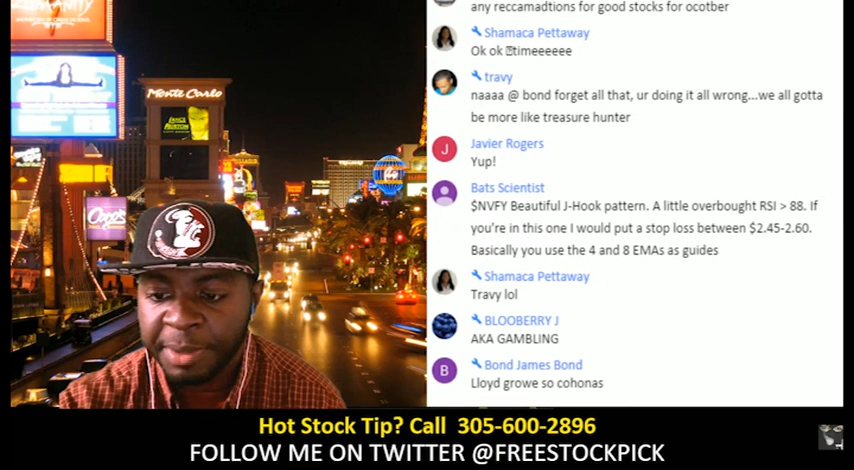 HUMANITY
Monte Carlo
LANCE
BURTON
Coco's
any reccamadtions for good stocks for ocotber
Shamaca Pettaway
Ok ok timeeeeee
travy
naaaa @ bond forget all that, ur doing it all wrong...we all gotta
be more like treasure hunter
J
Javier Rogers
Yup!
Bats Scientist
$NVFY Beautiful J-Hook pattern. A little overbought RSI > 88. If
you're in this one I would put a stop loss between $2.45-2.60.
Basically you use the 4 and 8 EMAs as guides
Shamaca Pettaway
Travy lol
BLOOBERRY J
AKA GAMBLING
B
Bond James Bond
Lloyd growe so cohonas
Hot Stock Tip? Call 305-600-2896
FOLLOW ME ON TWITTER @FREESTOCKPICK